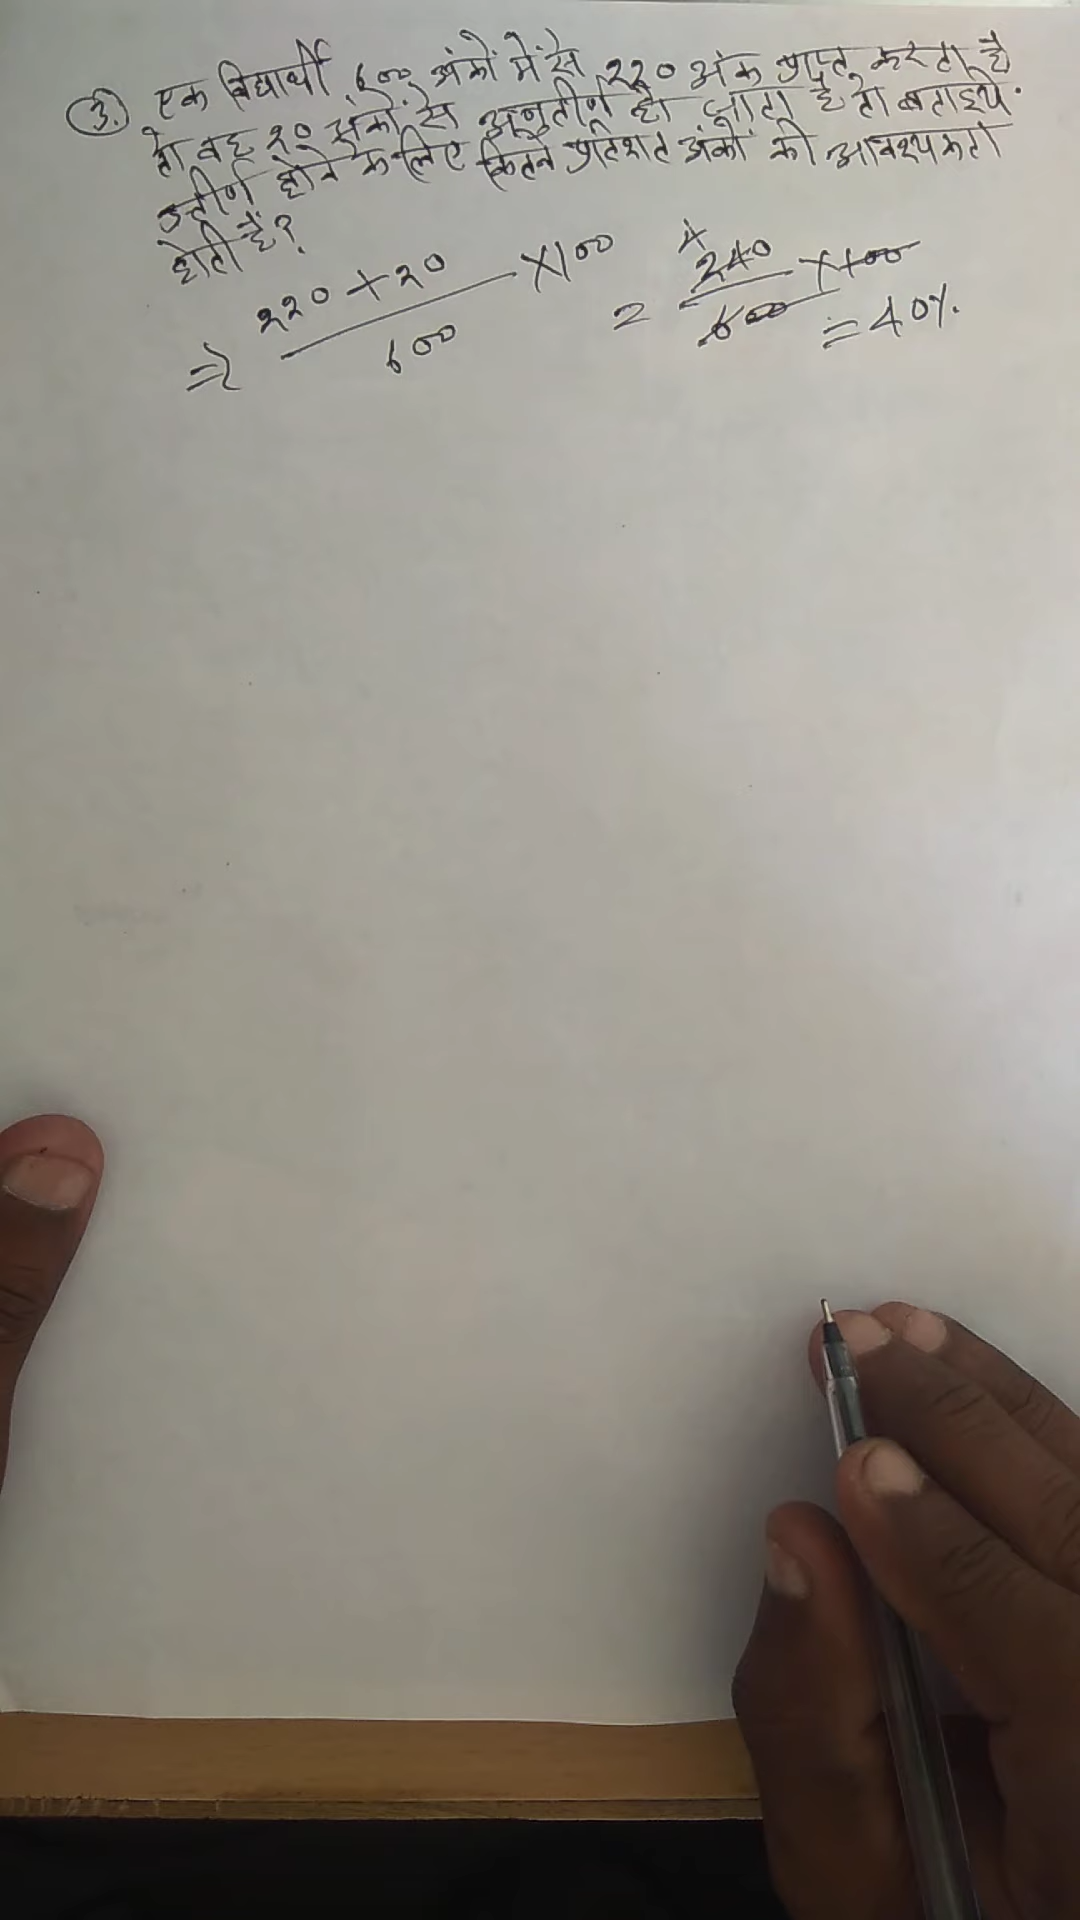 3. एक विद्यार्थी 600 अंकों में से 220 अंक प्राप्त करता है
तो वह 20 अंकों से अनुतीर्ण हो जाता है तो बताइये.
उत्तीर्ण होने के लिए कितने प्रतिशत अंकों की आवश्यकता
होती हैं?
⇒ 220+20/600 ×100 = 4 240/600 ×100 = 40%.